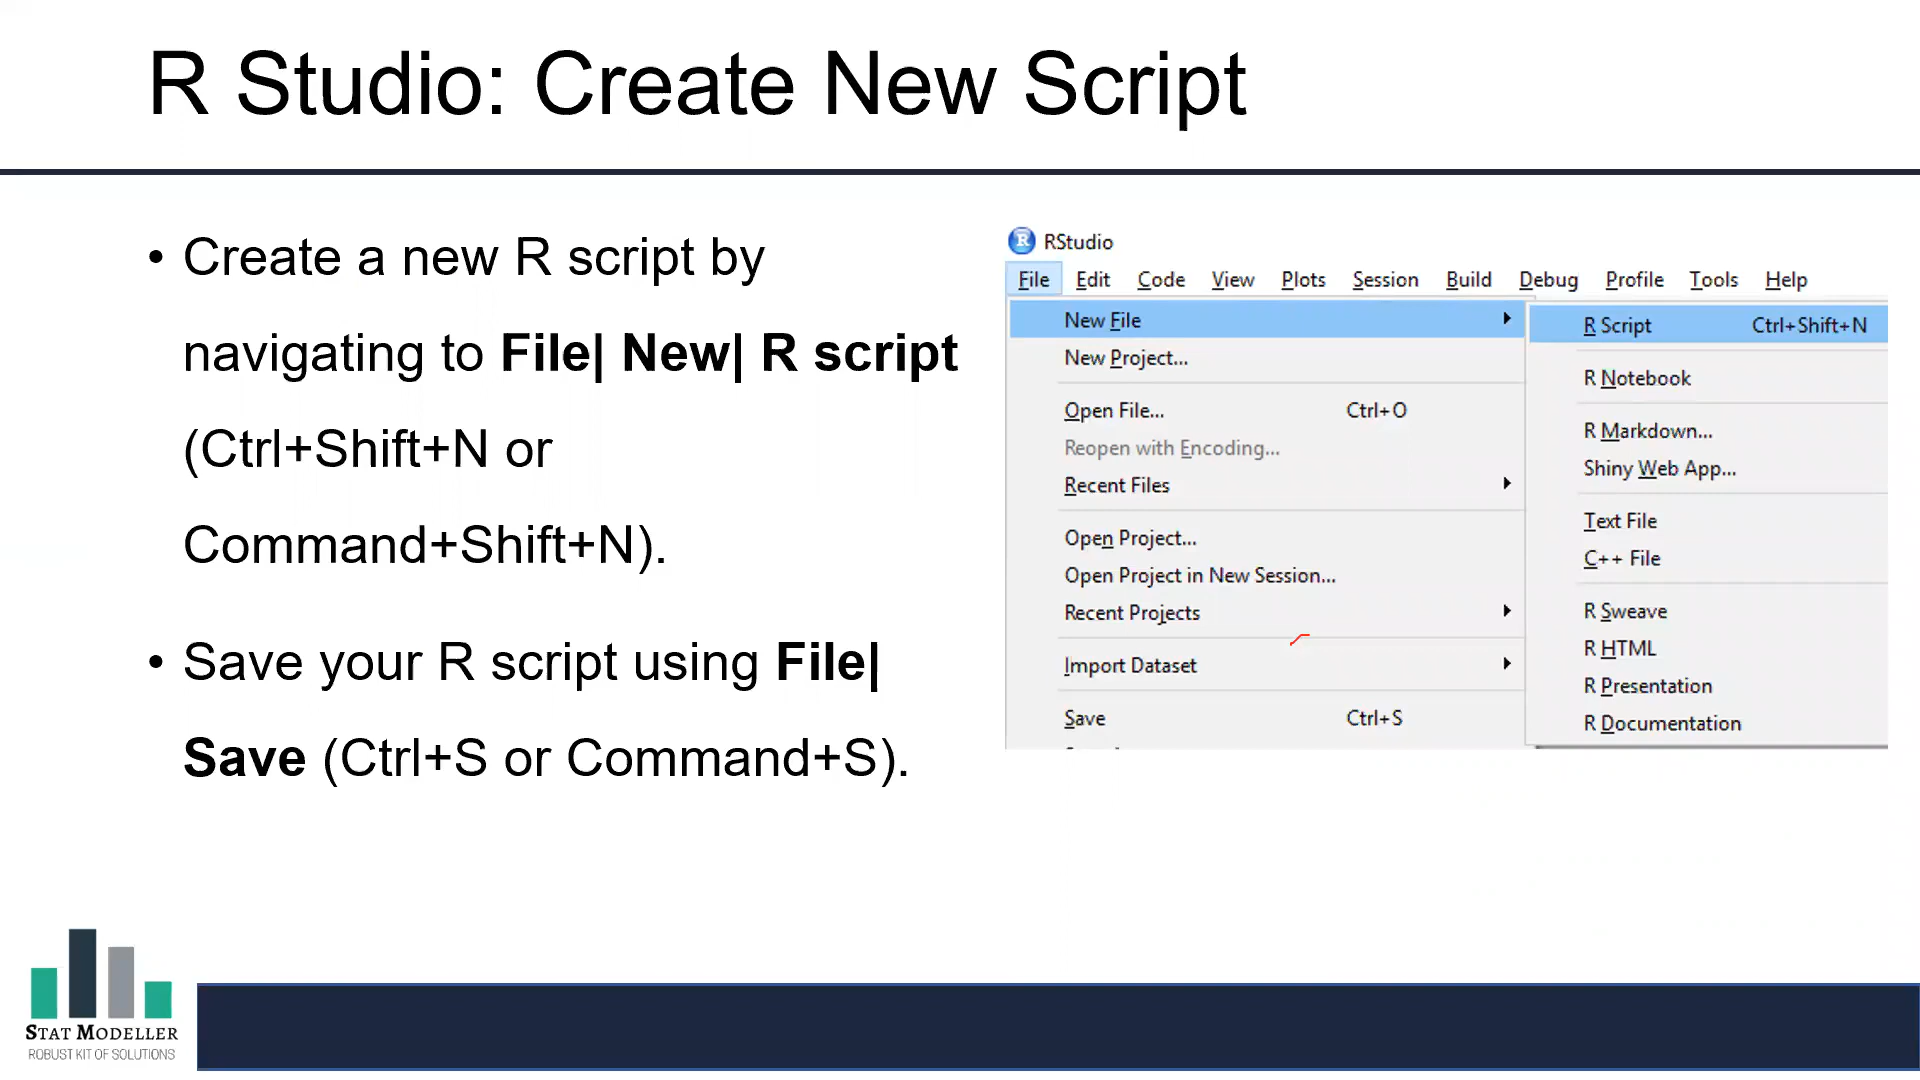 R Studio: Create New Script
• Create a new R script by
navigating to File| New| R script
(Ctrl+Shift+N or
Command+Shift+N).
• Save your R script using File|
Save (Ctrl+S or Command+S).
RStudio
File Edit Code View Plots Session Build Debug Profile Tools Help
New File
New Project...
Open File... Ctrl+O
Reopen with Encoding...
Recent Files
Open Project...
Open Project in New Session...
Recent Projects
Import Dataset
Save Ctrl+S
R Script Ctrl+Shift+N
R Notebook
R Markdown...
Shiny Web App...
Text File
C++ File
R Sweave
R HTML
R Presentation
R Documentation
STAT MODELLER
ROBUST KIT OF SOLUTIONS